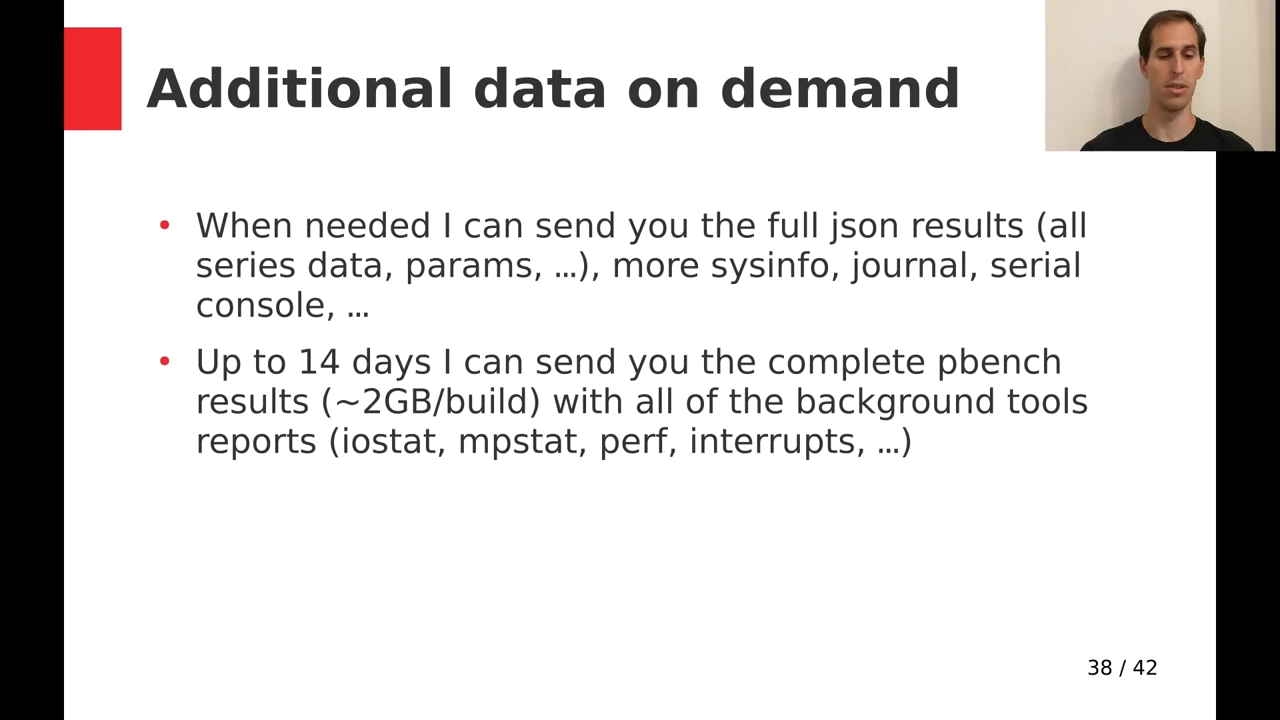 Additional data on demand
• When needed I can send you the full json results (all
series data, params, …), more sysinfo, journal, serial
console, …
• Up to 14 days I can send you the complete pbench
results (~2GB/build) with all of the background tools
reports (iostat, mpstat, perf, interrupts, …)
38 / 42